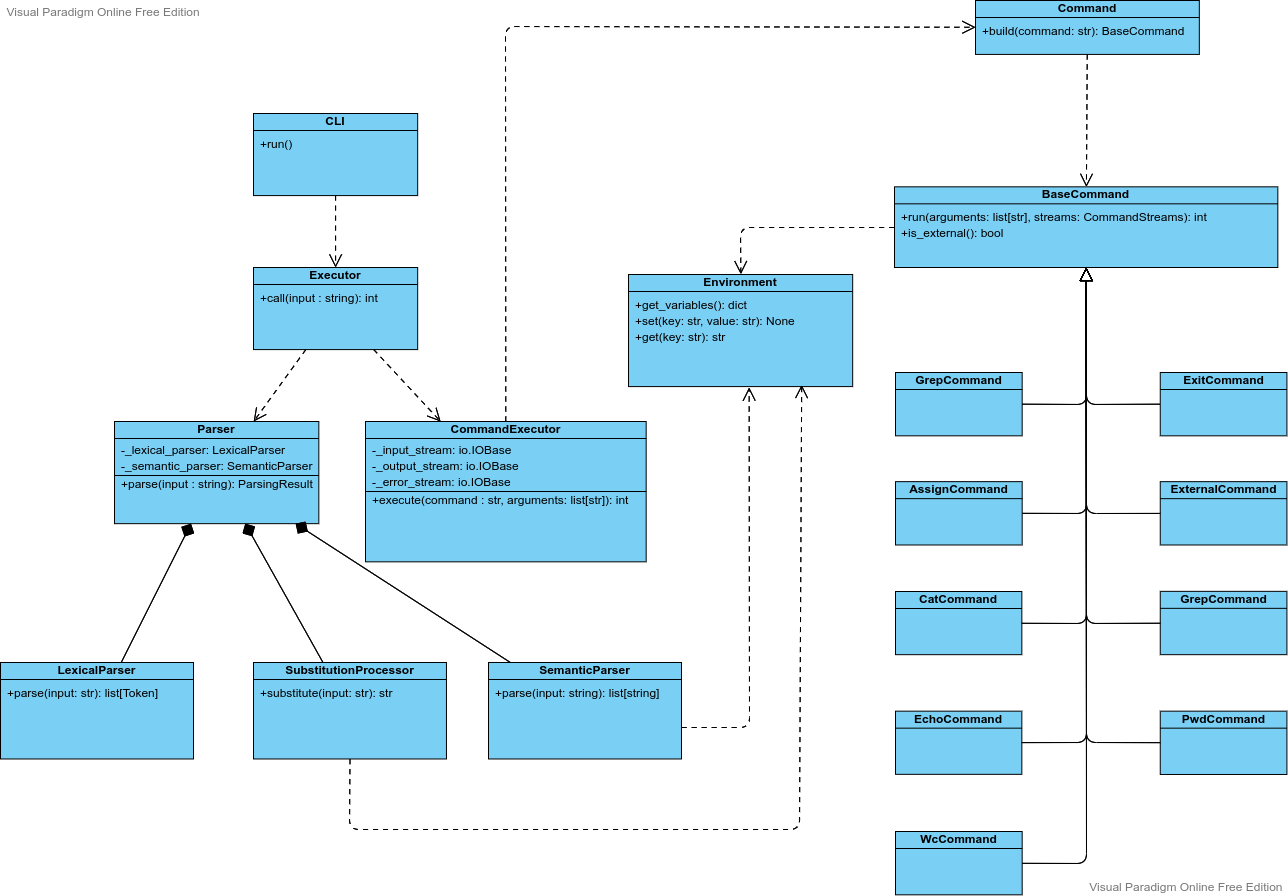 Visual Paradigm Online Free Edition
Command
+build(command: str): BaseCommand
CLI
+run()
BaseCommand
+run(arguments: list[str], streams: CommandStreams): int
+is_external(): bool
Executor
+call(input : string): int
Environment
+get_variables(): dict
+set(key: str, value: str): None
+get(key: str): str
GrepCommand
ExitCommand
Parser
-_lexical_parser: LexicalParser
-_semantic_parser: SemanticParser
+parse(input : string): ParsingResult
CommandExecutor
-_input_stream: io.IOBase
-_output_stream: io.IOBase
-_error_stream: io.IOBase
+execute(command : str, arguments: list[str]): int
AssignCommand
ExternalCommand
CatCommand
GrepCommand
LexicalParser
+parse(input: str): list[Token]
SubstitutionProcessor
+substitute(input: str): str
SemanticParser
+parse(input: string): list[string]
EchoCommand
PwdCommand
WcCommand
Visual Paradigm Online Free Edition